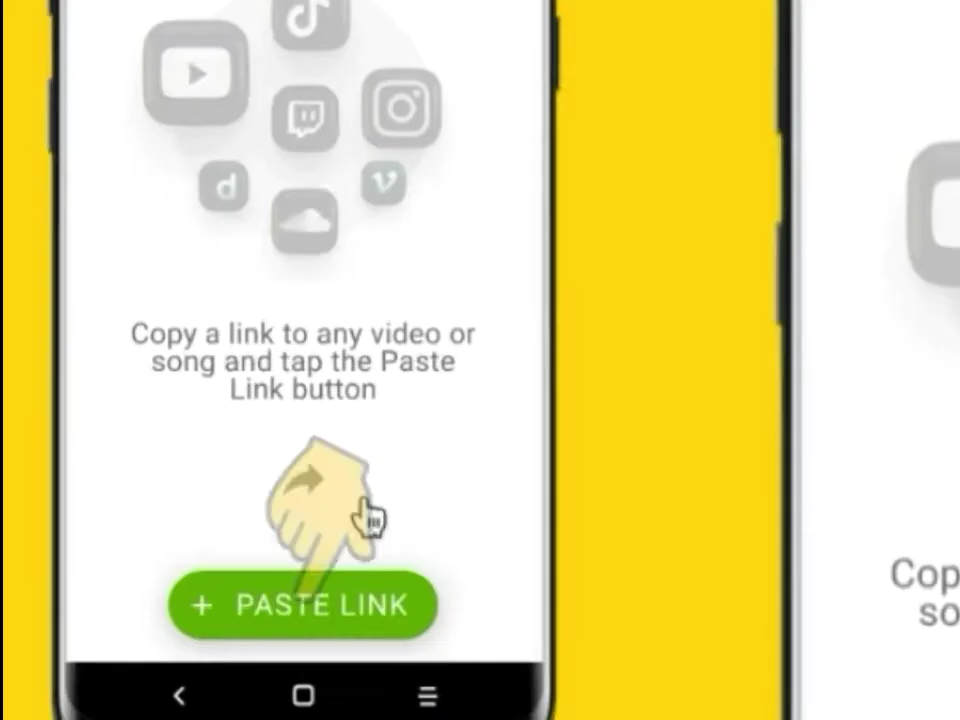 Copy a link to any video or
song and tap the Paste
Link button
+ PASTE LINK
Cop
so